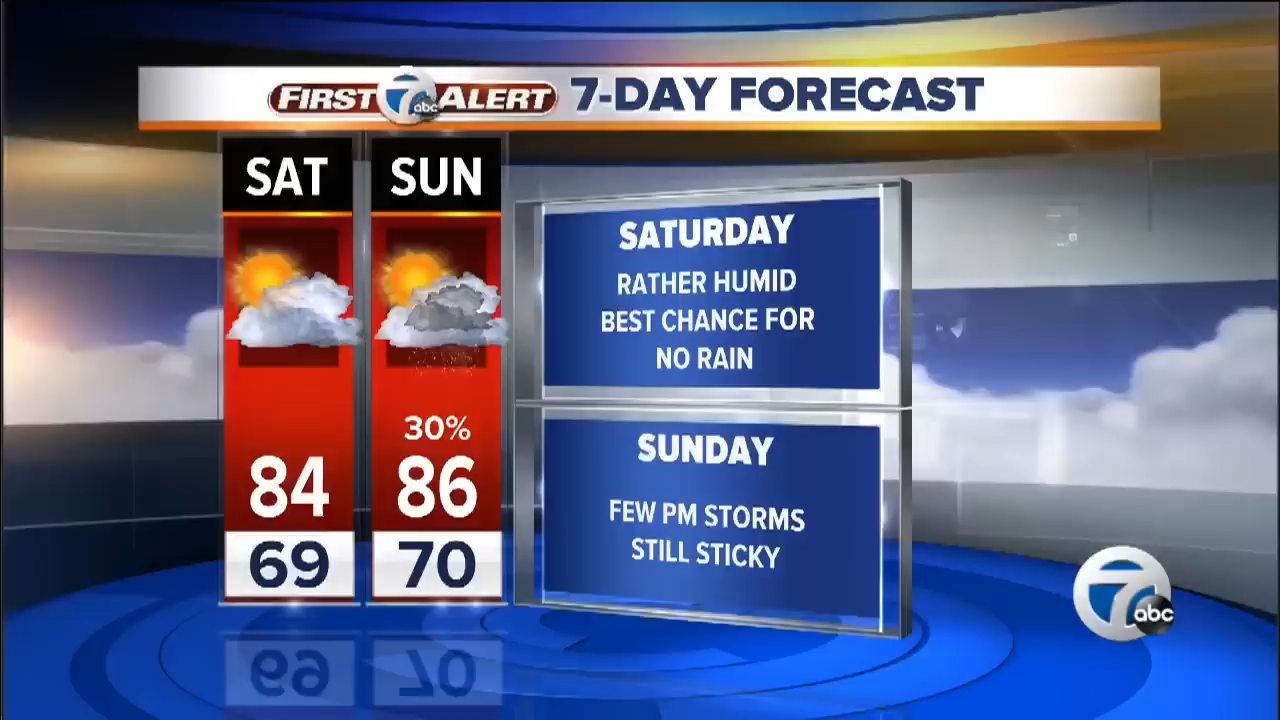 FIRST 7 abc ALERT 7-DAY FORECAST
SAT
84
69
SUN
30%
86
70
SATURDAY
RATHER HUMID
BEST CHANCE FOR
NO RAIN
SUNDAY
FEW PM STORMS
STILL STICKY
7 abc